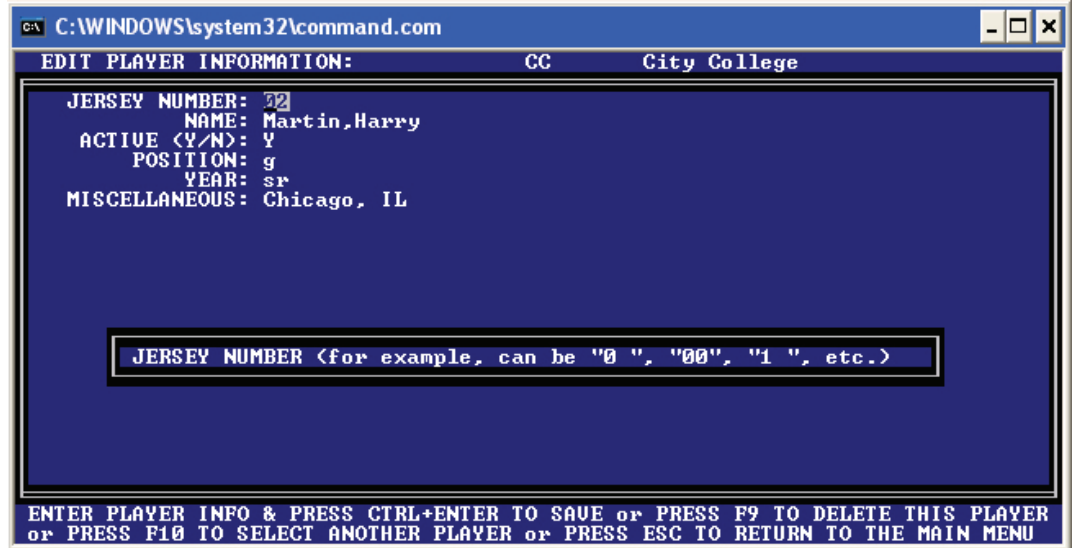 C:\WINDOWS\system32\command.com
EDIT PLAYER INFORMATION: CC City College
JERSEY NUMBER: 02
NAME: Martin,Harry
ACTIVE (Y/N): Y
POSITION: g
YEAR: sr
MISCELLANEOUS: Chicago, IL
JERSEY NUMBER (for example, can be "0 ", "00", "1 ", etc.)
ENTER PLAYER INFO & PRESS CTRL+ENTER TO SAVE or PRESS F9 TO DELETE THIS PLAYER
or PRESS F10 TO SELECT ANOTHER PLAYER or PRESS ESC TO RETURN TO THE MAIN MENU